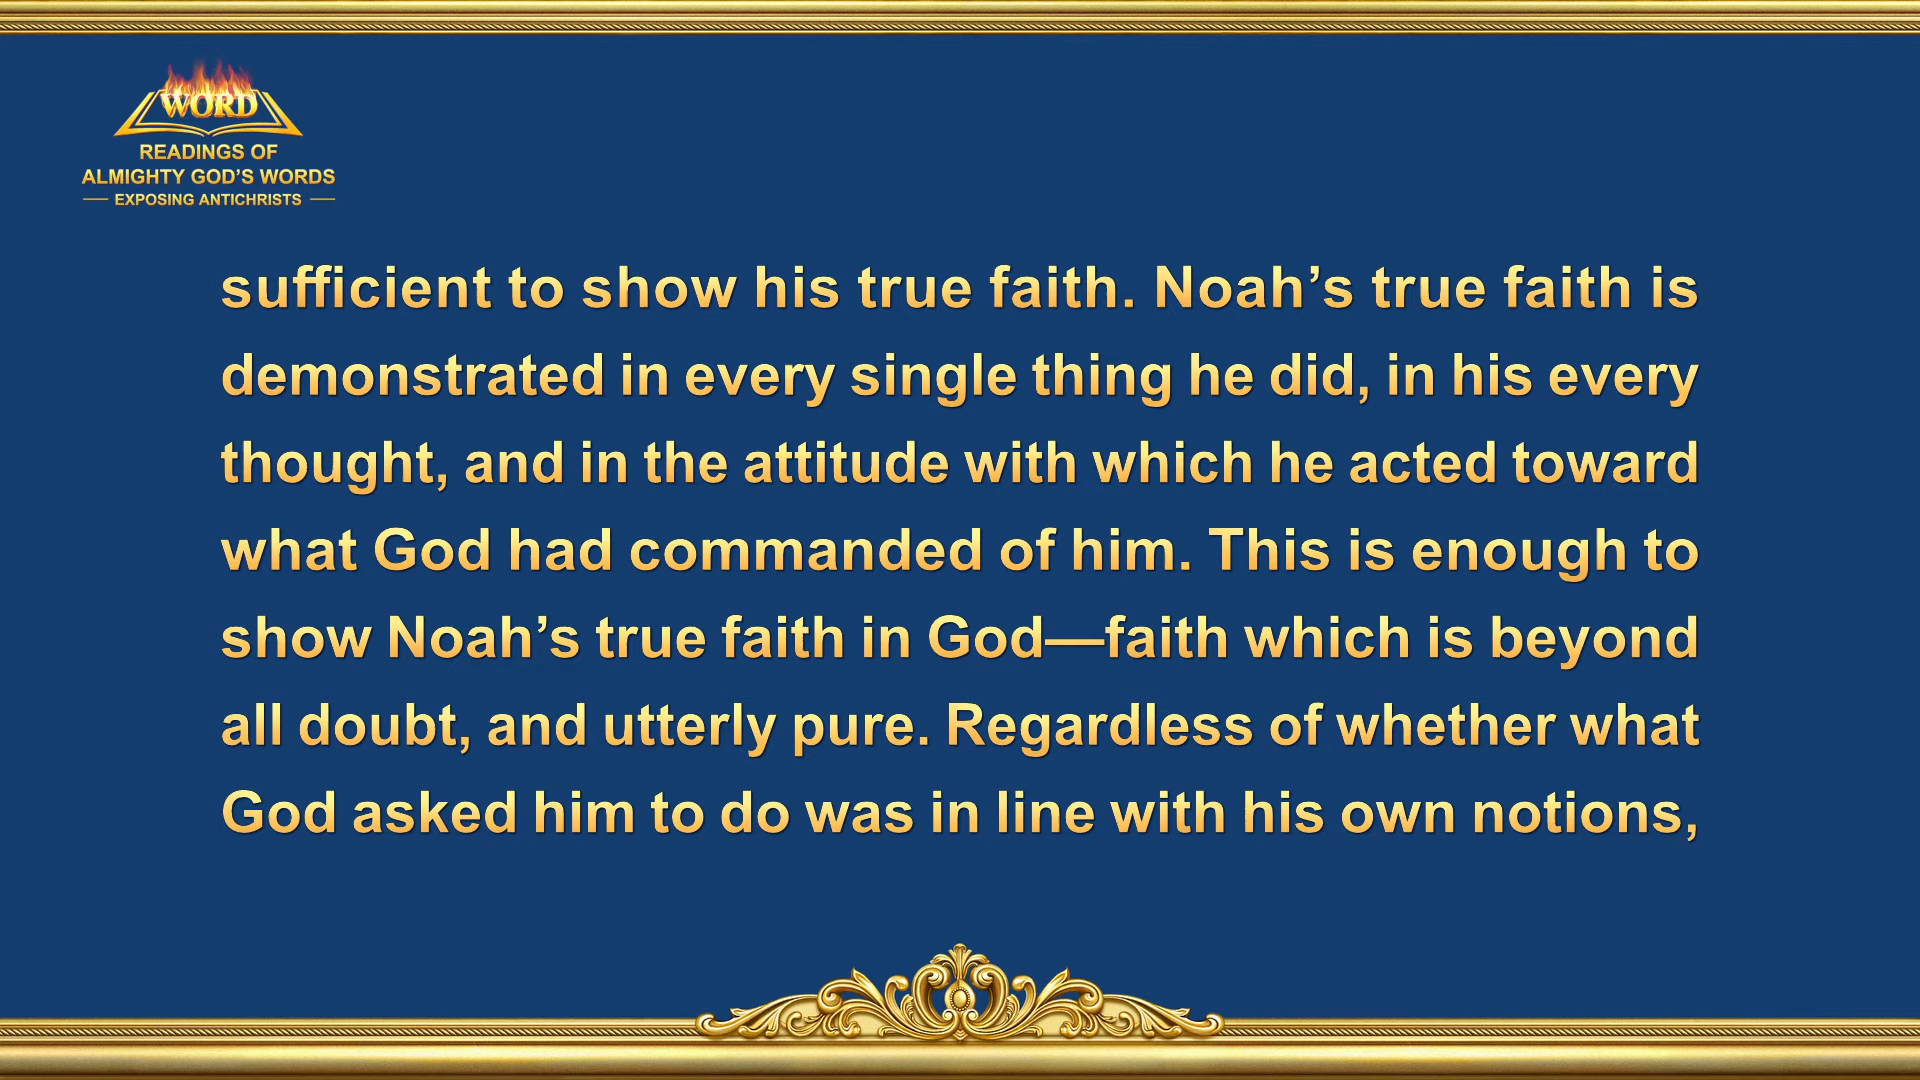 WORD
READINGS OF
ALMIGHTY GOD’S WORDS
EXPOSING ANTICHRISTS
sufficient to show his true faith. Noah’s true faith is
demonstrated in every single thing he did, in his every
thought, and in the attitude with which he acted toward
what God had commanded of him. This is enough to
show Noah’s true faith in God—faith which is beyond
all doubt, and utterly pure. Regardless of whether what
God asked him to do was in line with his own notions,